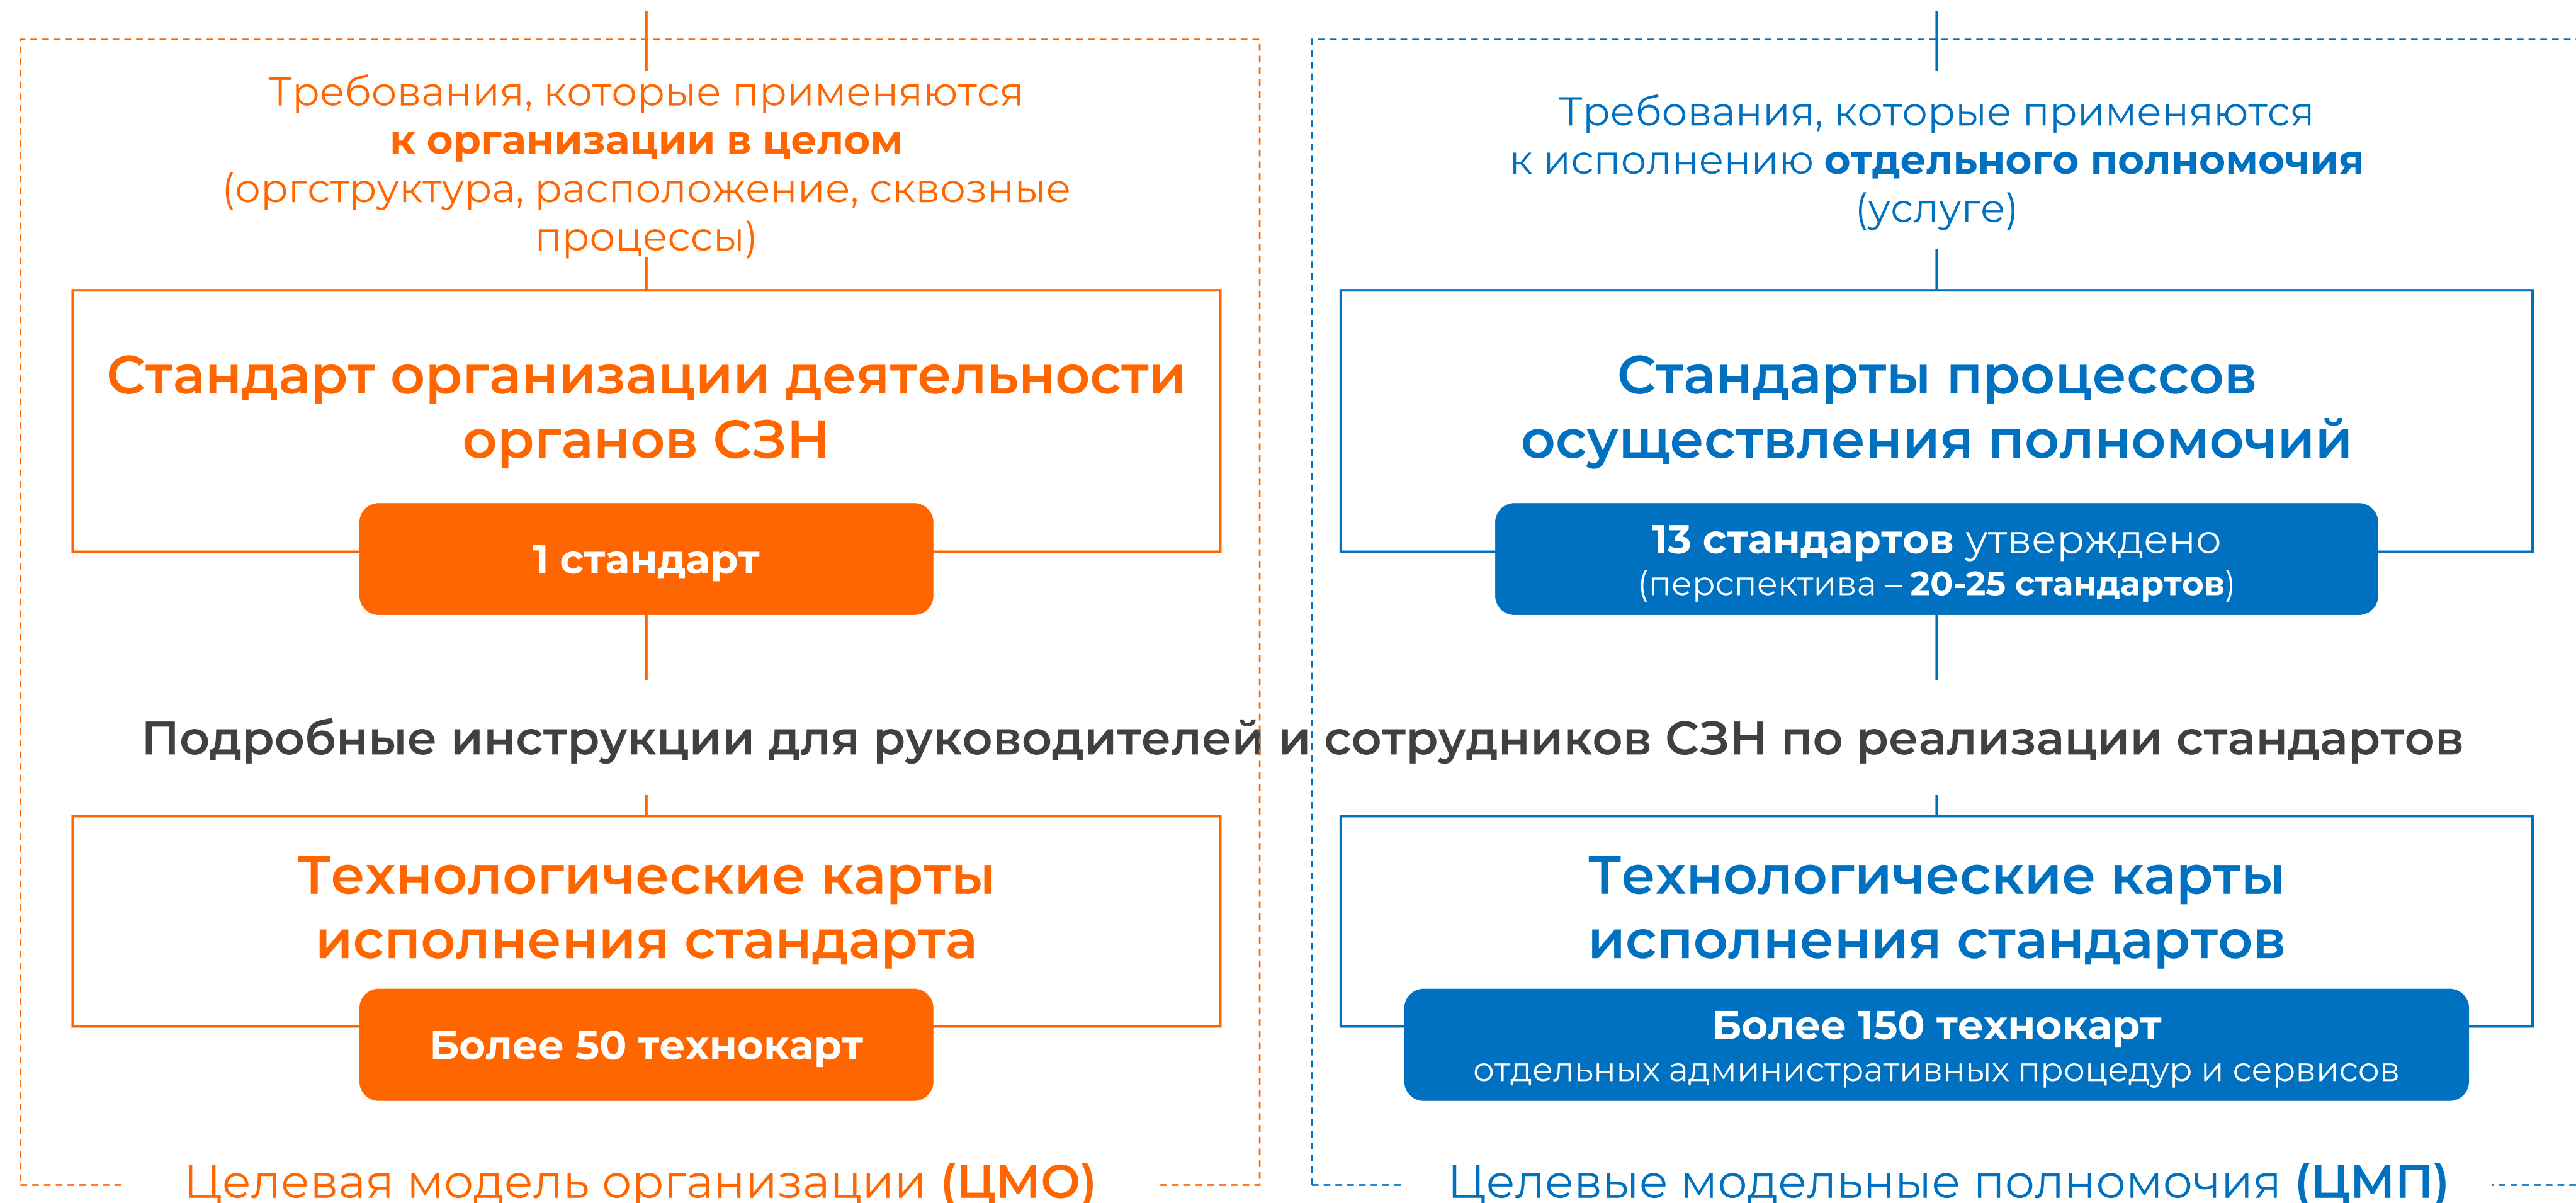 Требования, которые применяются
к организации в целом
(оргструктура, расположение, сквозные
процессы)
Стандарт организации деятельности
органов СЗН
1 стандарт
Требования, которые применяются
к исполнению отдельного полномочия
(услуге)
Стандарты процессов
осуществления полномочий
13 стандартов утверждено
(перспектива – 20-25 стандартов)
Подробные инструкции для руководителей и сотрудников СЗН по реализации стандартов
Технологические карты
исполнения стандарта
Более 50 технокарт
Целевая модель организации (ЦМО)
Технологические карты
исполнения стандартов
Более 150 технокарт
отдельных административных процедур и сервисов
Целевые модельные полномочия (ЦМП)